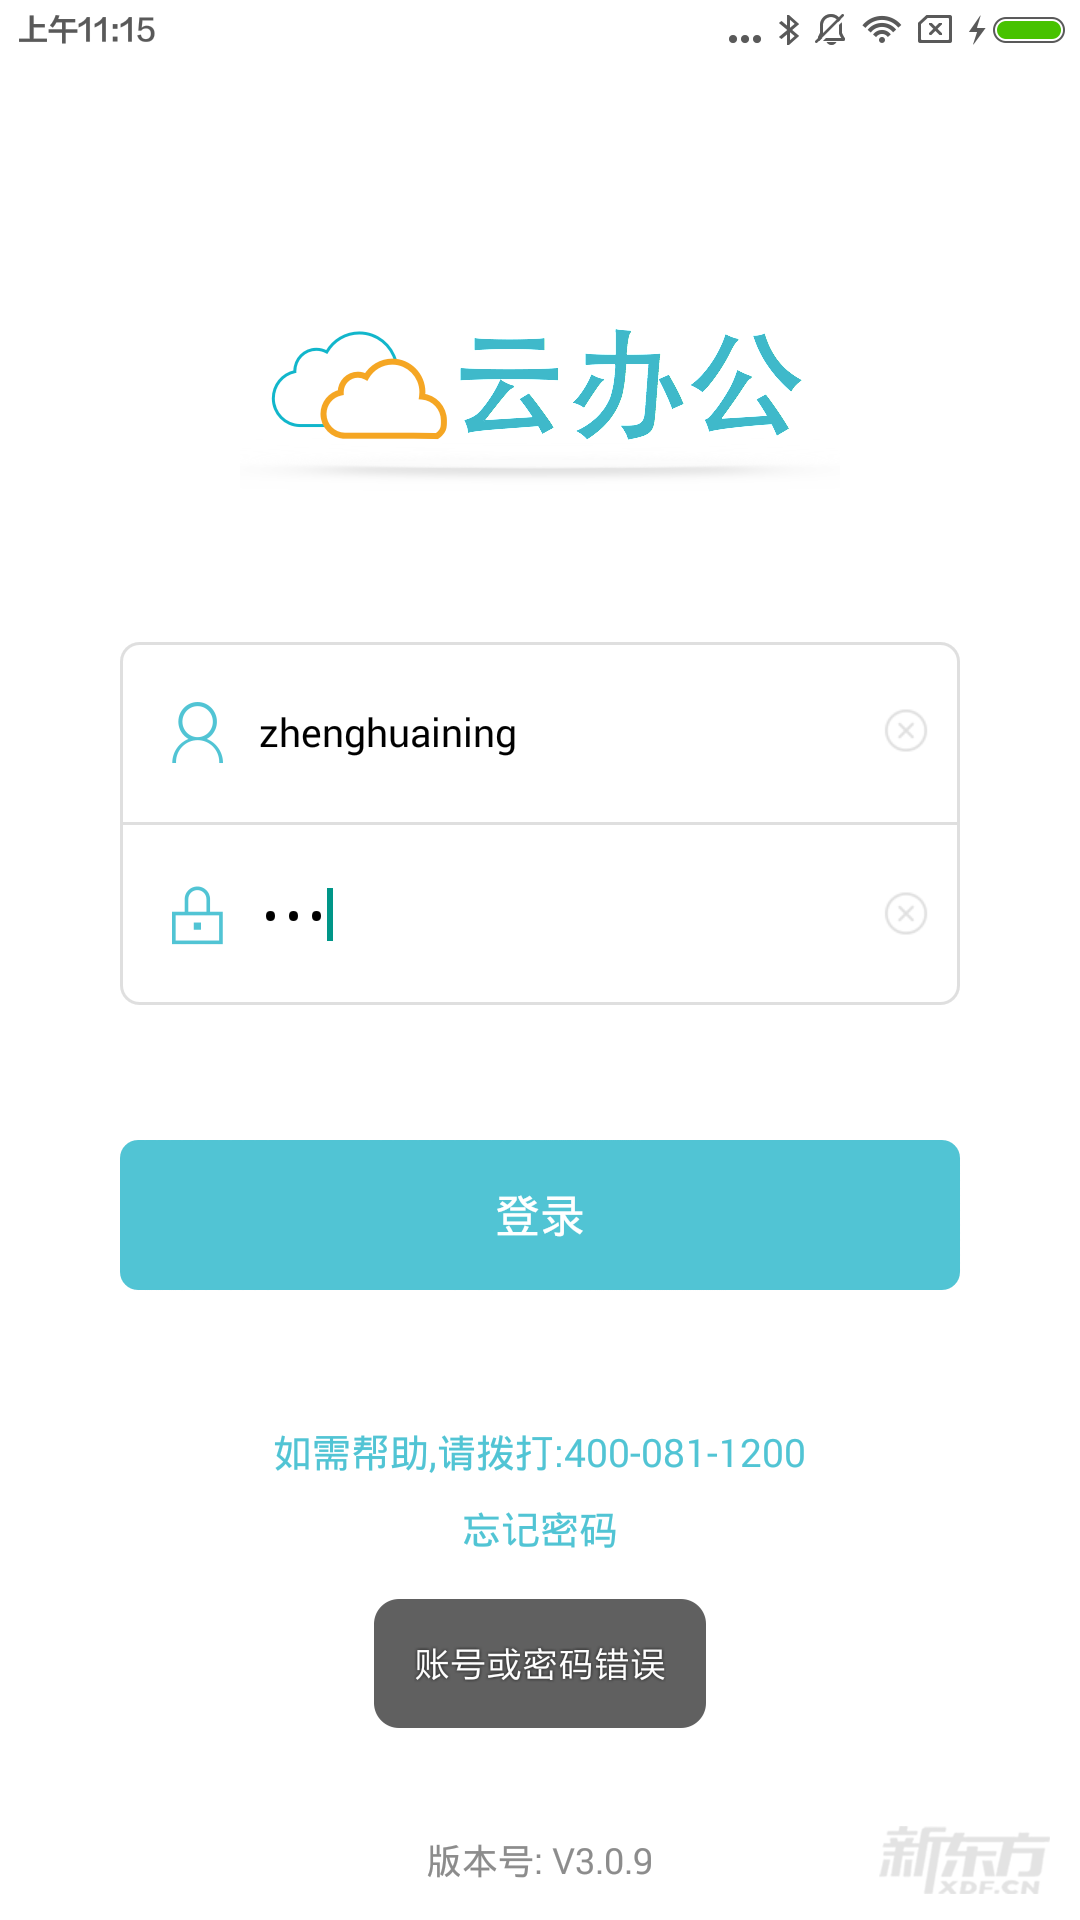 上午11:15
云办公
zhenghuaining
•••
登录
如需帮助,请拨打:400-081-1200
忘记密码
账号或密码错误
版本号: V3.0.9
新东方
XDF.CN